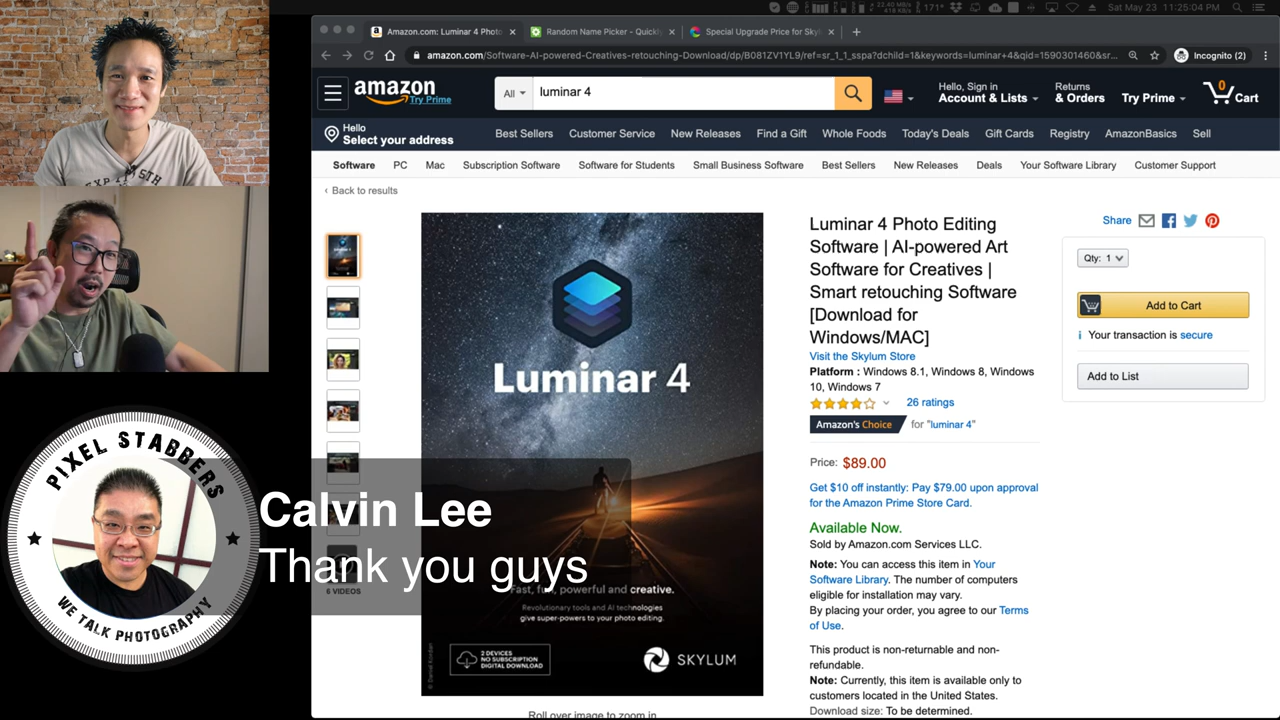 Sat May 23 11:25:04 PM
171°
Amazon.com: Luminar 4 Photo
Random Name Picker - Quickly
Special Upgrade Price for Skyl
amazon.com/Software-AI-powered-Creatives-retouching-Download/dp/B081ZV1YL9/ref=sr_1_1_sspa?dchild=1&keywords=luminar+4&qid=1590301460&sr...
Incognito (2)
amazon
Try Prime
All
luminar 4
Hello, Sign in
Account & Lists
Returns
& Orders
Try Prime
0
Cart
Hello
Select your address
Best Sellers Customer Service New Releases Find a Gift Whole Foods Today's Deals Gift Cards Registry AmazonBasics Sell
Software PC Mac Subscription Software Software for Students Small Business Software Best Sellers New Releases Deals Your Software Library Customer Support
‹ Back to results
Luminar 4
Fast, fun, powerful and creative.
Revolutionary tools and AI technologies
give super-powers to your photo editing.
2 DEVICES
NO SUBSCRIPTION
DIGITAL DOWNLOAD
SKYLUM
6 VIDEOS
Roll over image to zoom in
Luminar 4 Photo Editing
Software | AI-powered Art
Software for Creatives |
Smart retouching Software
[Download for
Windows/MAC]
Visit the Skylum Store
Platform : Windows 8.1, Windows 8, Windows
10, Windows 7
26 ratings
Amazon's Choice for "luminar 4"
Price: $89.00
Get $10 off instantly: Pay $79.00 upon approval
for the Amazon Prime Store Card.
Available Now.
Sold by Amazon.com Services LLC.
Note: You can access this item in Your
Software Library. The number of computers
eligible for installation may vary.
By placing your order, you agree to our Terms
of Use.
This product is non-returnable and non-
refundable.
Note: Currently, this item is available only to
customers located in the United States.
Download size: To be determined.
Share
Qty: 1
Add to Cart
Your transaction is secure
Add to List
PIXEL STABBERS
WE TALK PHOTOGRAPHY
Calvin Lee
Thank you guys